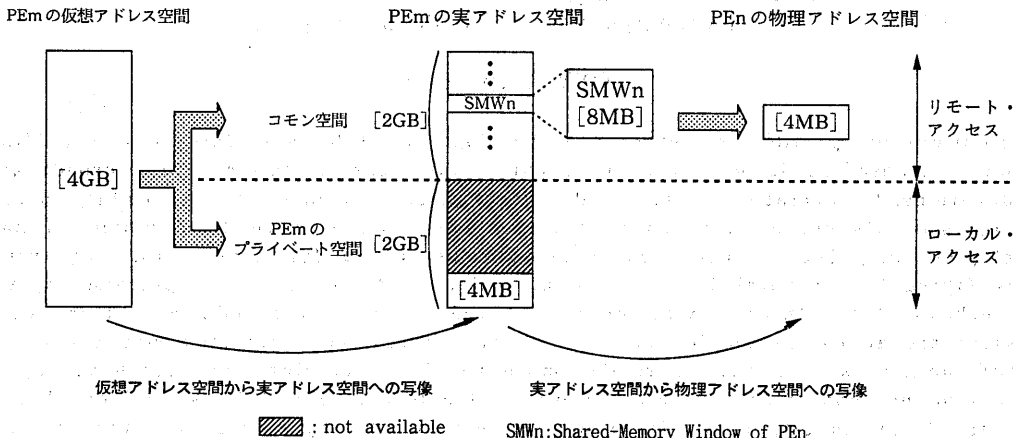 PEmの仮想アドレス空間
PEmの実アドレス空間
PEnの物理アドレス空間
SMWn
SMWn
[8MB]
コモン空間
[2GB]
[4MB]
リモート・
アクセス
[4GB]
PEmの
プライベート空間
[2GB]
ローカル・
アクセス
[4MB]
仮想アドレス空間から実アドレス空間への写像
実アドレス空間から物理アドレス空間への写像
: not available
SMWn:Shared-Memory Window of PEn